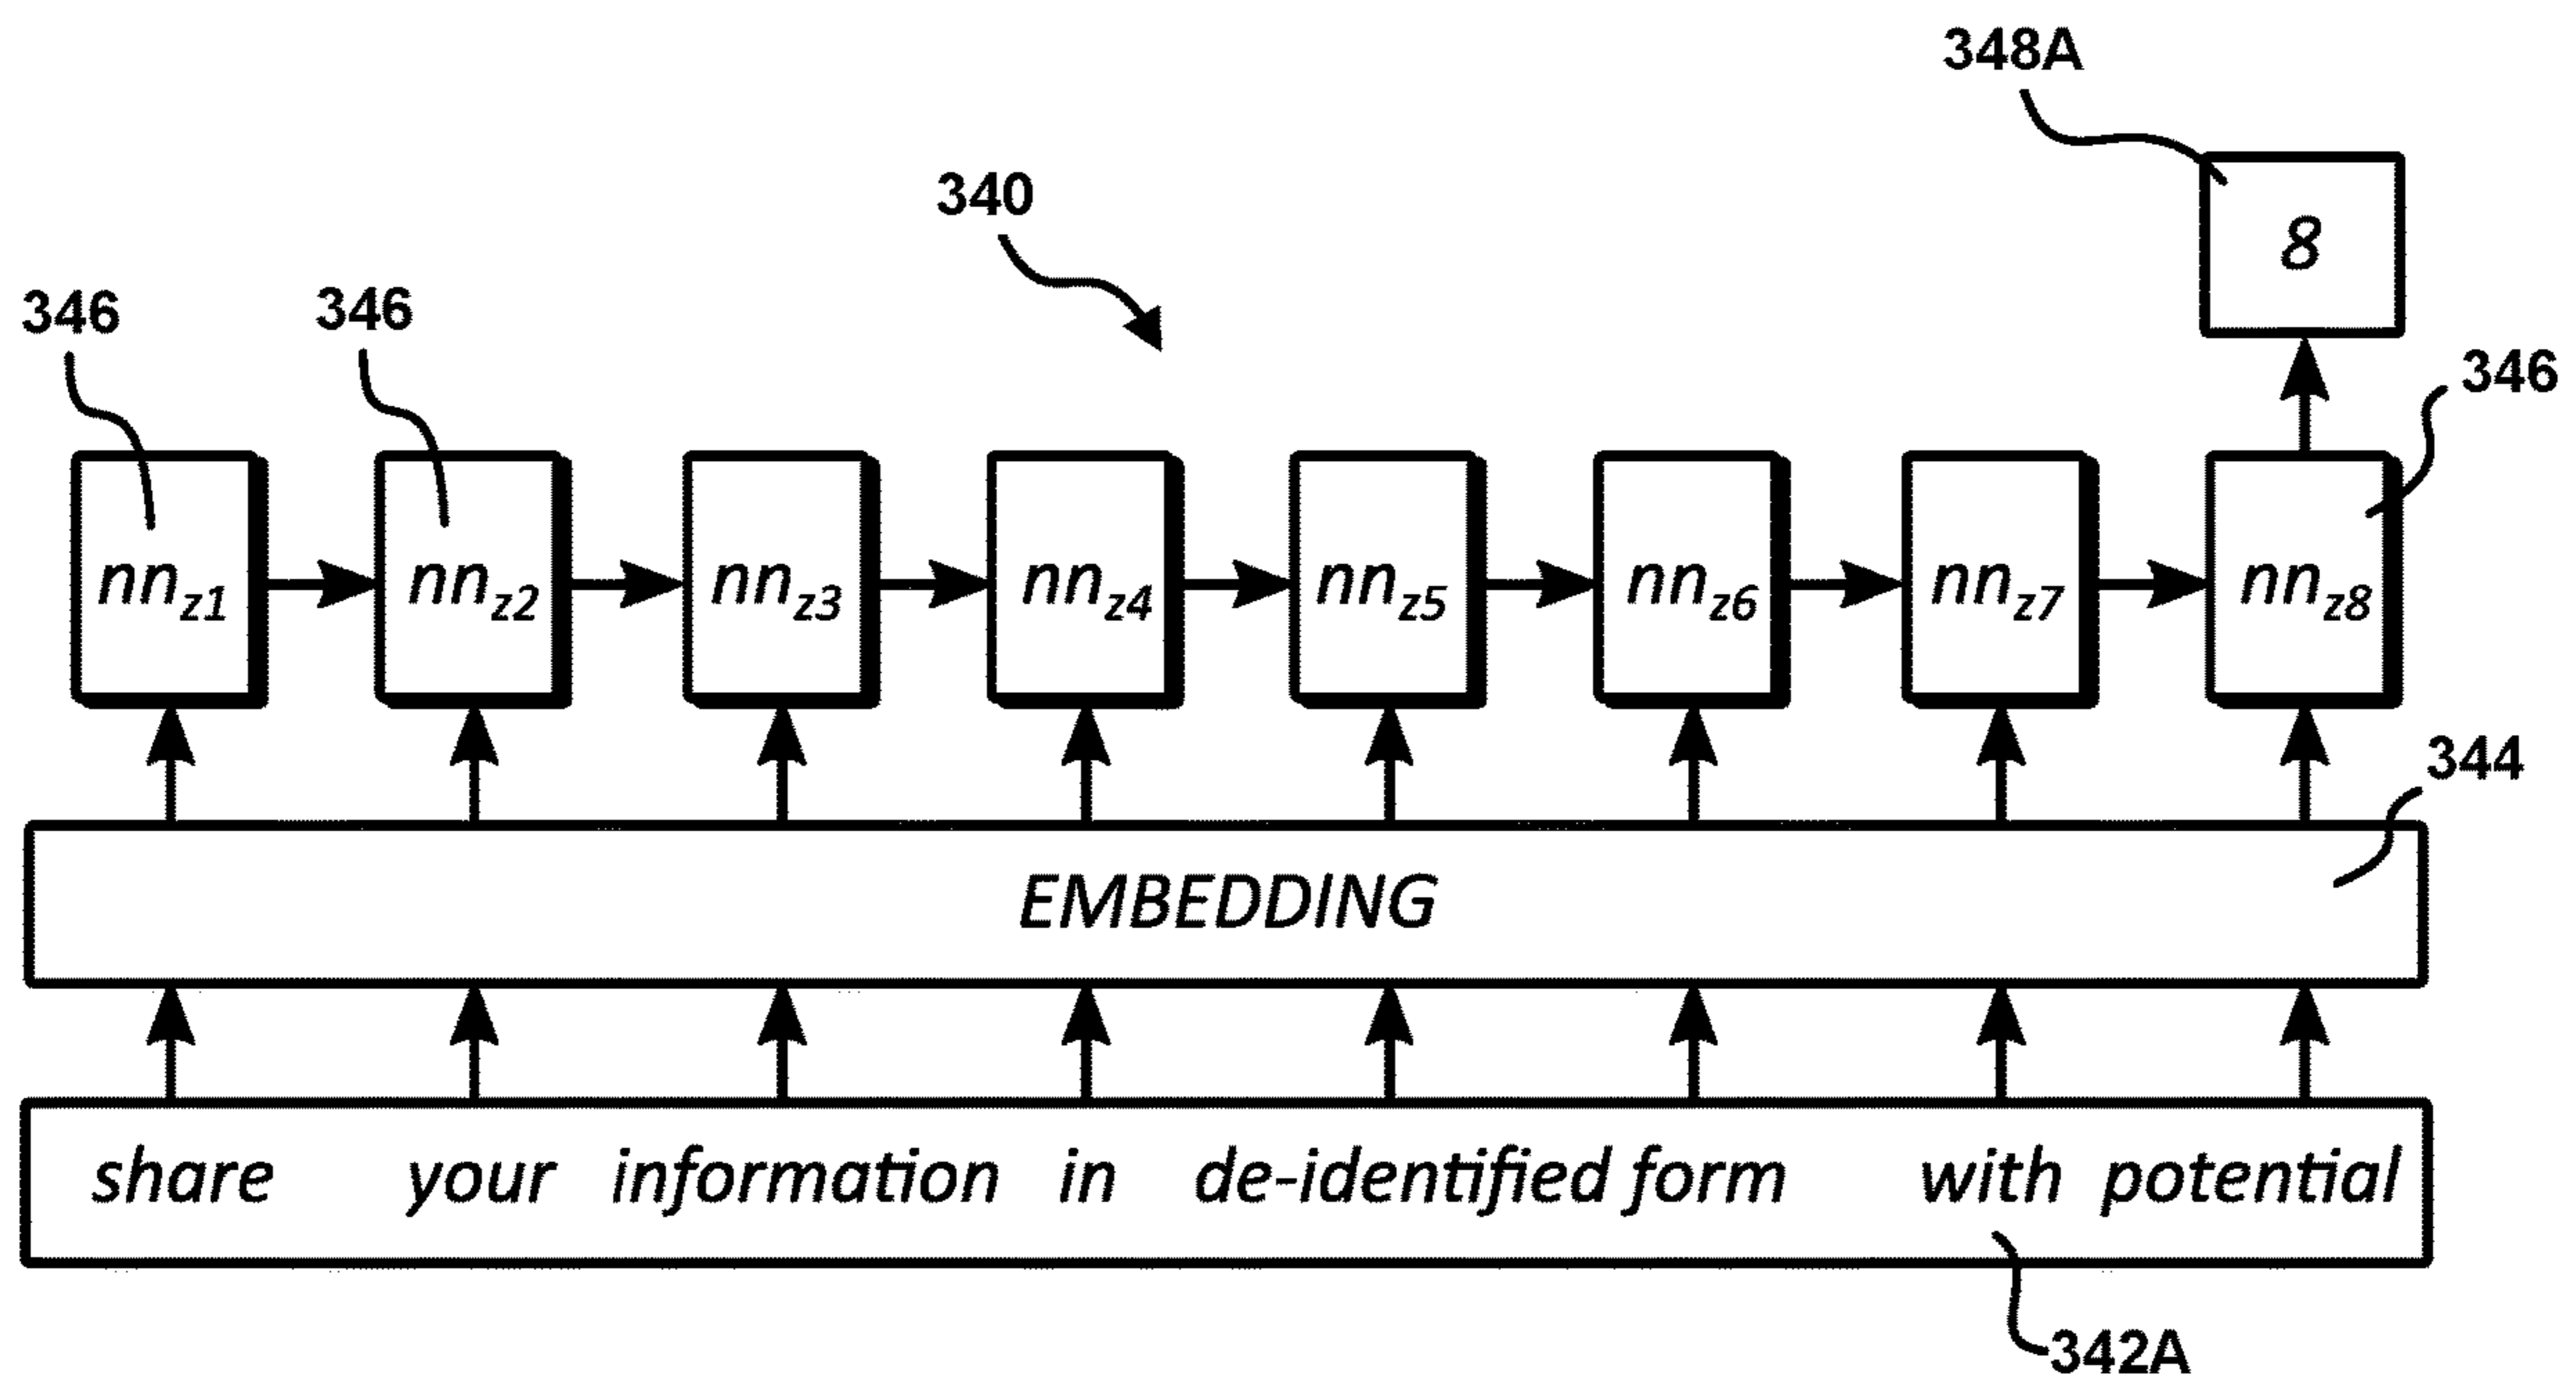 348A
340
8
346 346
346
nnz1 nnz2 nnz3 nnz4 nnz5 nnz6 nnz7 nnz8
344
EMBEDDING
share your information in de-identified form with potential
342A